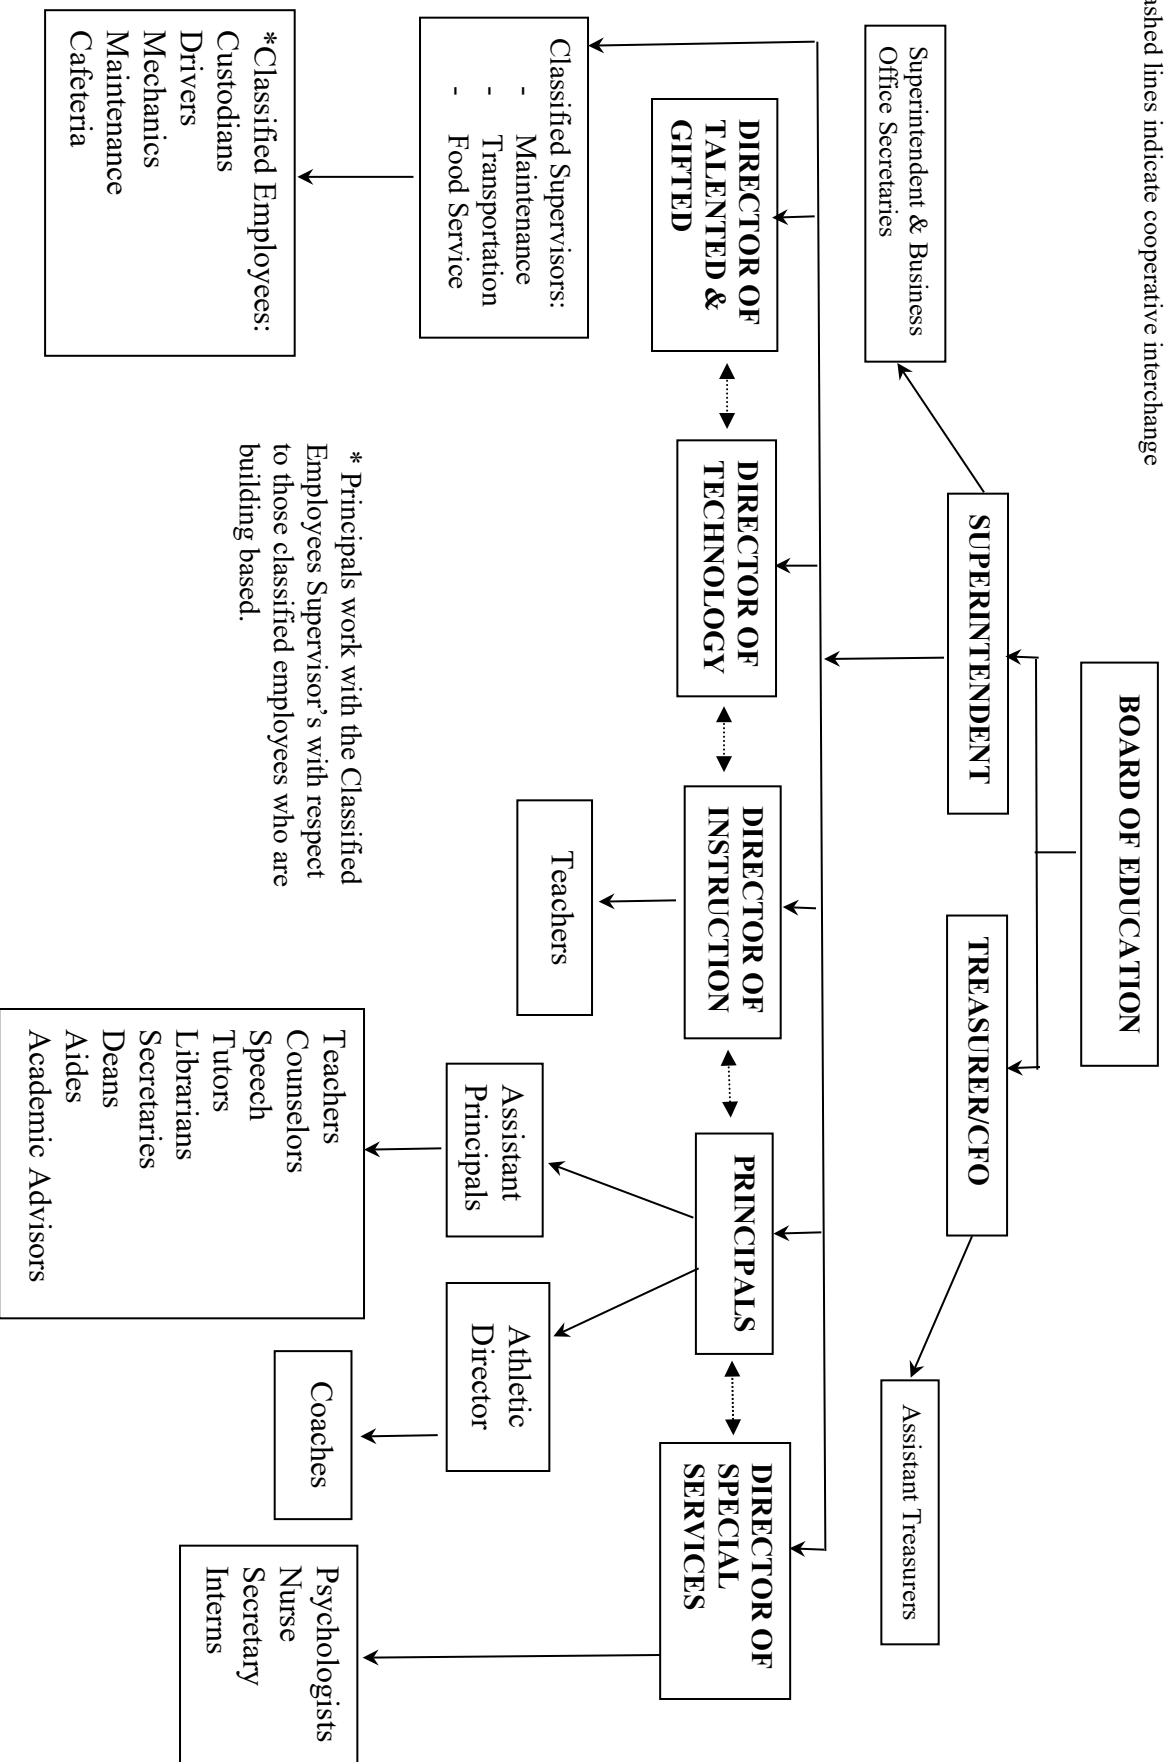 ashed lines indicate cooperative interchange
BOARD OF EDUCATION
SUPERINTENDENT
TREASURER/CFO
Superintendent & Business
Office Secretaries
Assistant Treasurers
DIRECTOR OF
TALENTED &
GIFTED
DIRECTOR OF
TECHNOLOGY
DIRECTOR OF
INSTRUCTION
PRINCIPALS
DIRECTOR OF
SPECIAL
SERVICES
Classified Supervisors:
- Maintenance
- Transportation
- Food Service
Teachers
Assistant
Principals
Athletic
Director
*Classified Employees:
Custodians
Drivers
Mechanics
Maintenance
Cafeteria
* Principals work with the Classified
Employees Supervisor’s with respect
to those classified employees who are
building based.
Teachers
Counselors
Speech
Tutors
Librarians
Secretaries
Deans
Aides
Academic Advisors
Coaches
Psychologists
Nurse
Secretary
Interns